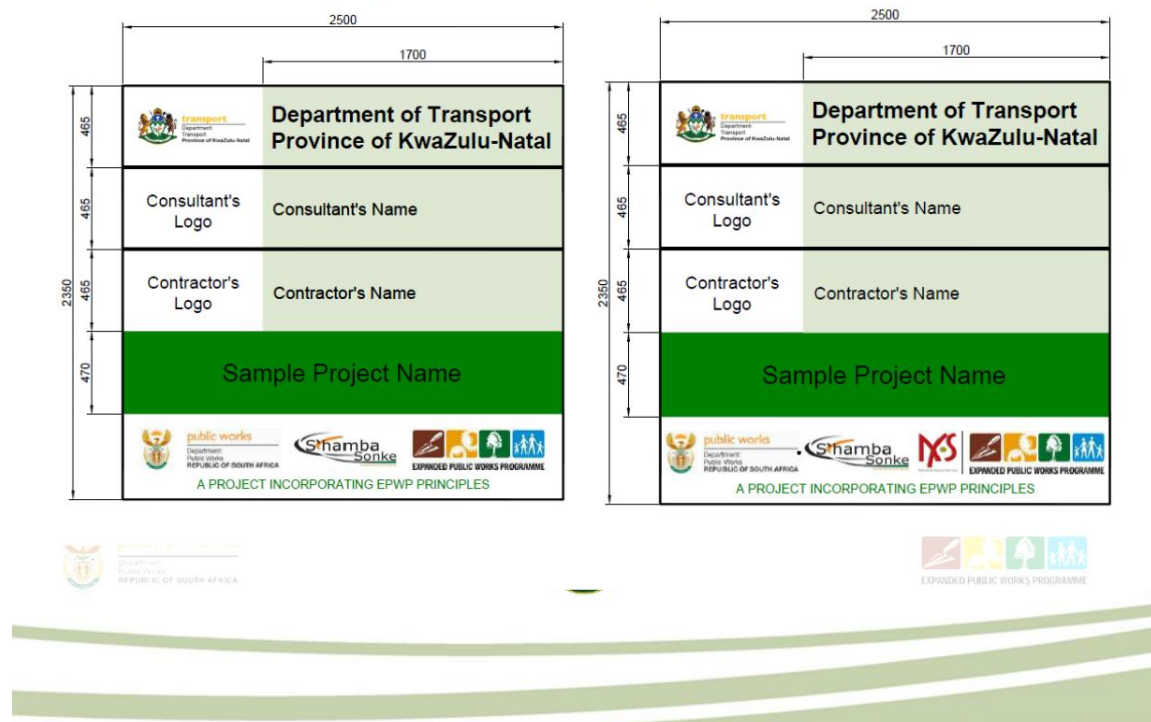 2500
1700
2350
465
465
465
470
transport
Department:
Transport
Province of KwaZulu-Natal
Department of Transport
Province of KwaZulu-Natal
Consultant's
Logo
Consultant's Name
Contractor's
Logo
Contractor's Name
Sample Project Name
public works
Department:
Public Works
REPUBLIC OF SOUTH AFRICA
S'hamba
Sonke
EXPANDED PUBLIC WORKS PROGRAMME
A PROJECT INCORPORATING EPWP PRINCIPLES
2500
1700
2350
465
465
465
470
transport
Department:
Transport
Province of KwaZulu-Natal
Department of Transport
Province of KwaZulu-Natal
Consultant's
Logo
Consultant's Name
Contractor's
Logo
Contractor's Name
Sample Project Name
public works
Department:
Public Works
REPUBLIC OF SOUTH AFRICA
S'hamba
Sonke
NYS
EXPANDED PUBLIC WORKS PROGRAMME
A PROJECT INCORPORATING EPWP PRINCIPLES
REPUBLIC OF SOUTH AFRICA
EXPANDED PUBLIC WORKS PROGRAMME